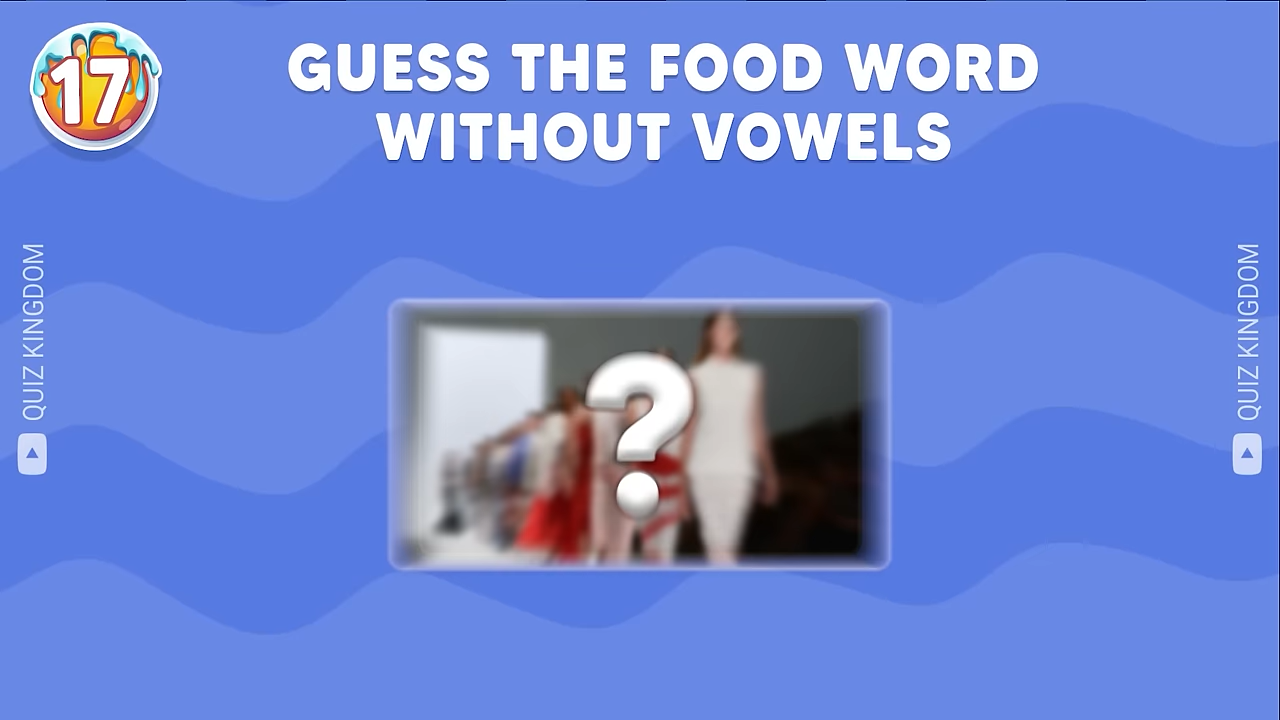 17
GUESS THE FOOD WORD
WITHOUT VOWELS
QUIZ KINGDOM
?
QUIZ KINGDOM